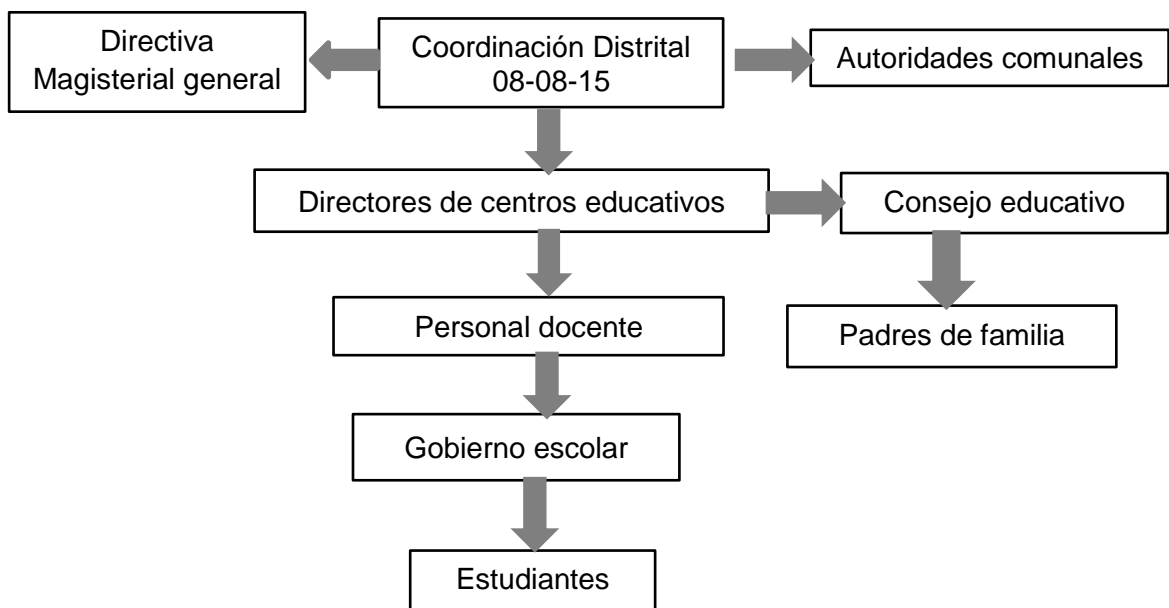 Directiva
Magisterial general
Coordinación Distrital
08-08-15
Autoridades comunales
Directores de centros educativos
Consejo educativo
Personal docente
Padres de familia
Gobierno escolar
Estudiantes